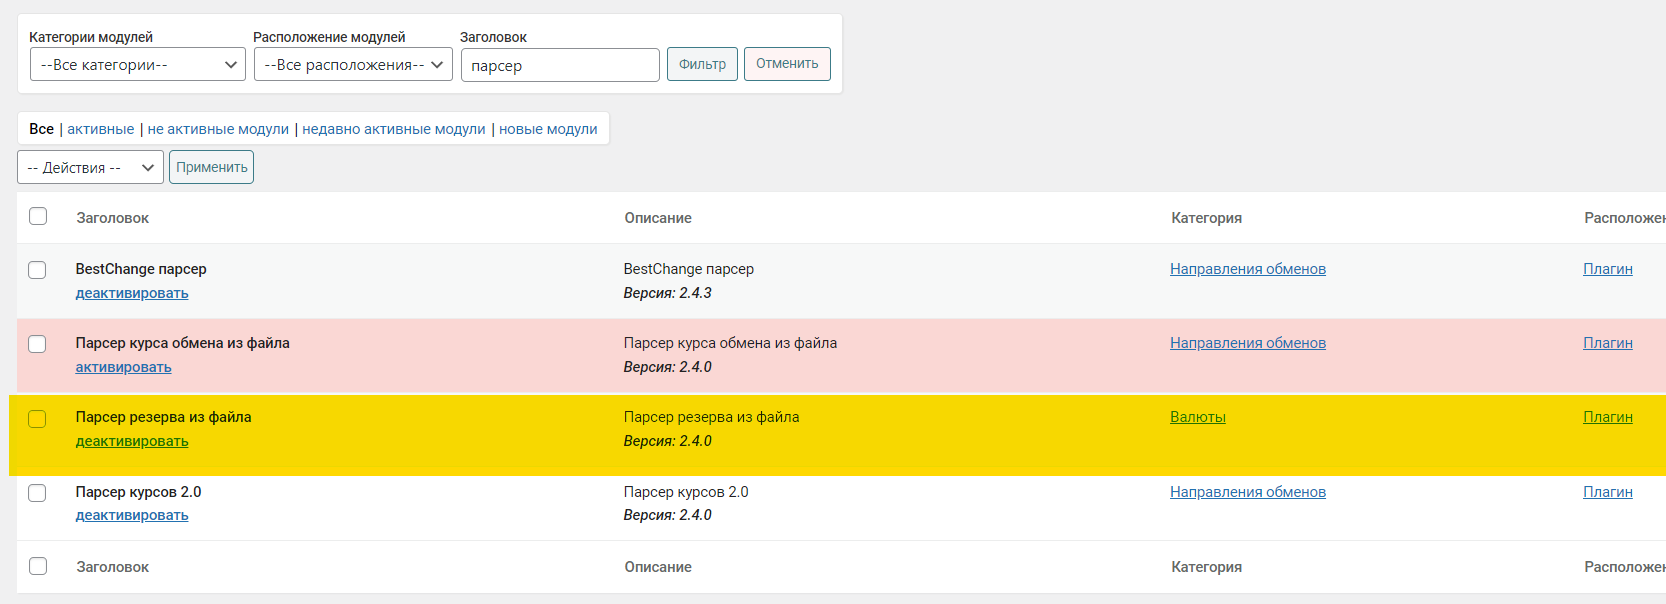 Категории модулей Расположение модулей Заголовок
--Все категории-- --Все расположения-- парсер Фильтр Отменить
Все | активные | не активные модули | недавно активные модули | новые модули
-- Действия -- Применить
Заголовок Описание Категория Расположен
BestChange парсер BestChange парсер Направления обменов Плагин
деактивировать Версия: 2.4.3
Парсер курса обмена из файла Парсер курса обмена из файла Направления обменов Плагин
активировать Версия: 2.4.0
Парсер резерва из файла Парсер резерва из файла Валюты Плагин
деактивировать Версия: 2.4.0
Парсер курсов 2.0 Парсер курсов 2.0 Направления обменов Плагин
деактивировать Версия: 2.4.0
Заголовок Описание Категория Расположен